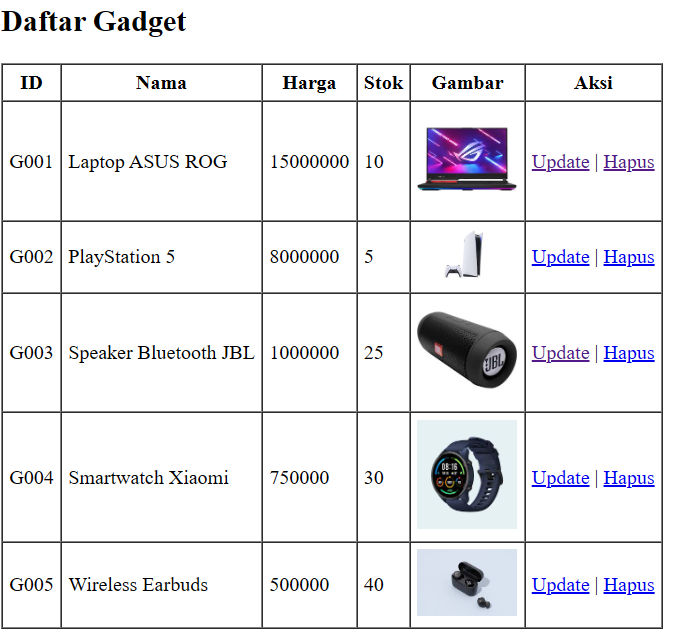 Daftar Gadget
ID Nama Harga Stok Gambar Aksi
G001 Laptop ASUS ROG 15000000 10 Update | Hapus
G002 PlayStation 5 8000000 5 Update | Hapus
G003 Speaker Bluetooth JBL 1000000 25 JBL Update | Hapus
G004 Smartwatch Xiaomi 750000 30 08:16 Update | Hapus
G005 Wireless Earbuds 500000 40 Update | Hapus